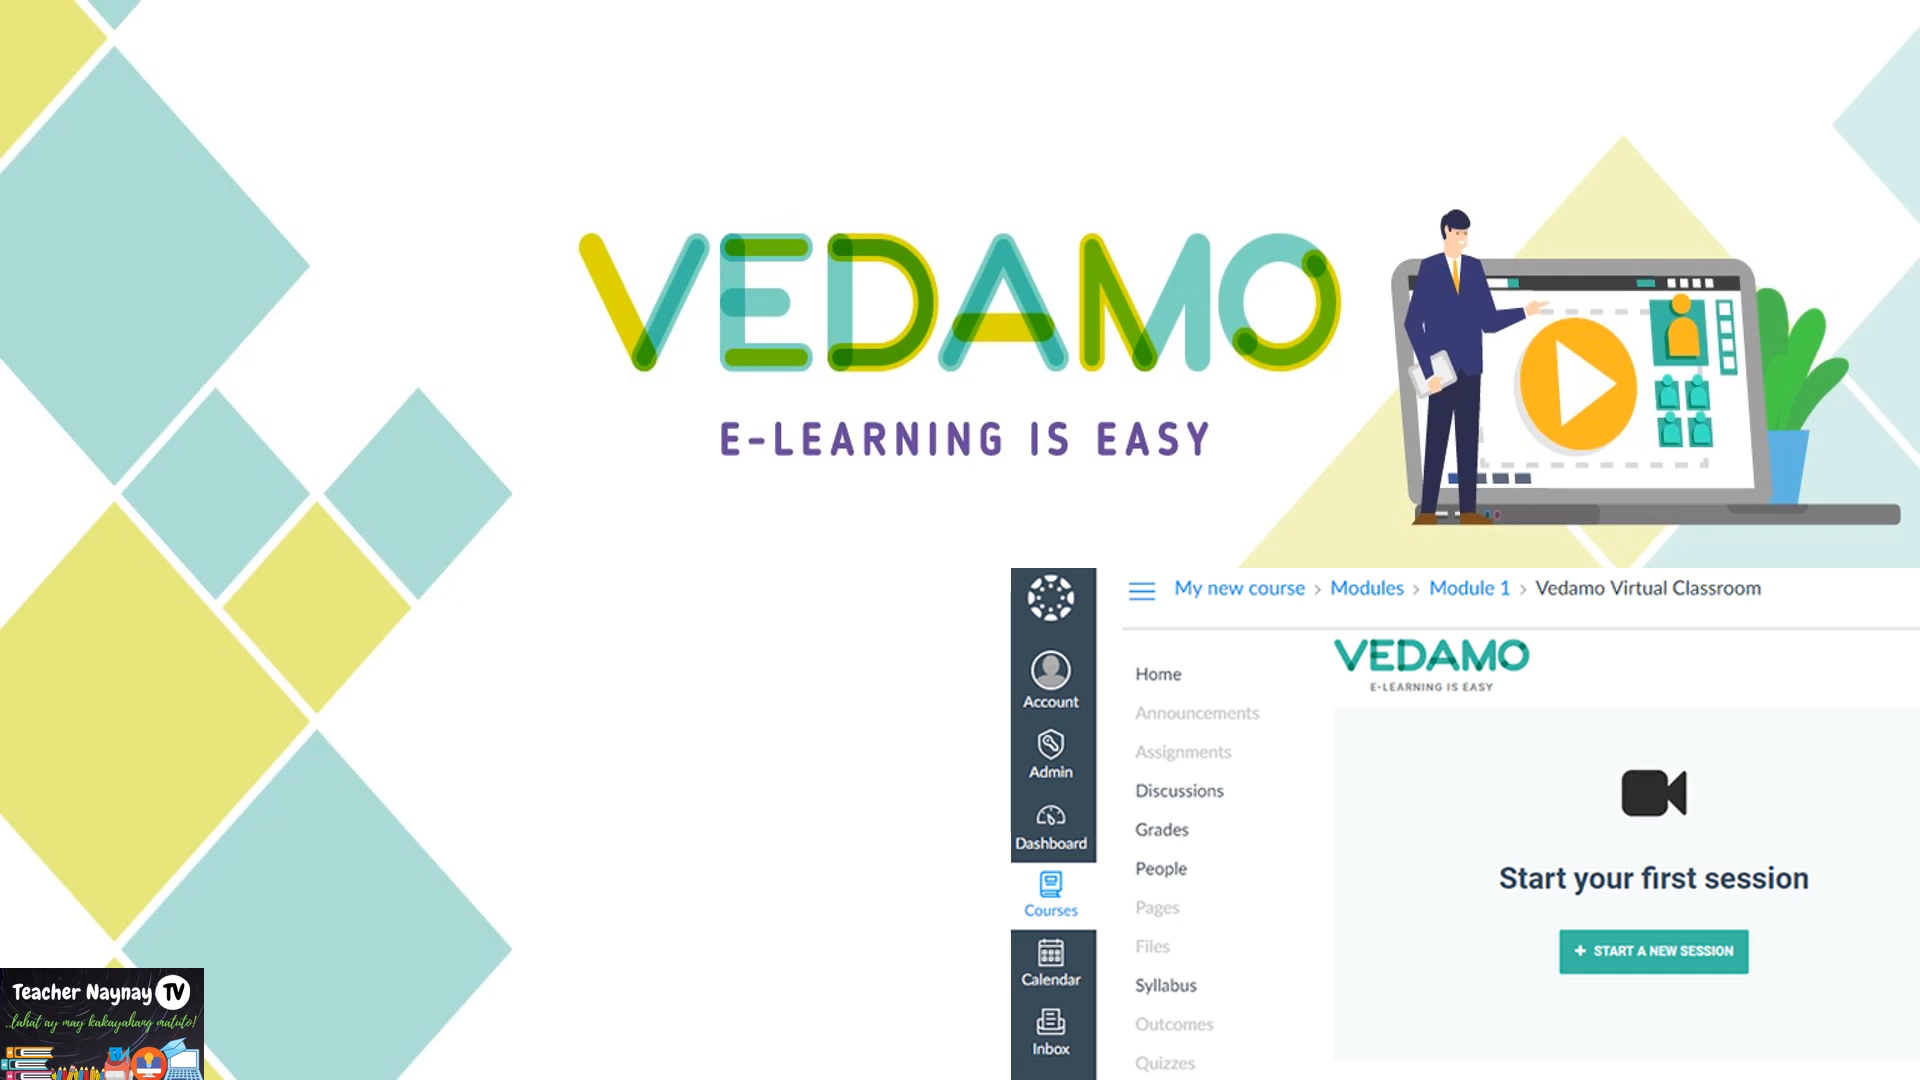 VEDAMO
E-LEARNING IS EASY
My new course > Modules > Module 1 > Vedamo Virtual Classroom
VEDAMO
E-LEARNING IS EASY
Account
Admin
Dashboard
Courses
Calendar
Inbox
Home
Announcements
Assignments
Discussions
Grades
People
Pages
Files
Syllabus
Outcomes
Quizzes
Start your first session
+ START A NEW SESSION
Teacher Naynay TV
..lahat ay may kakayahang matuto!